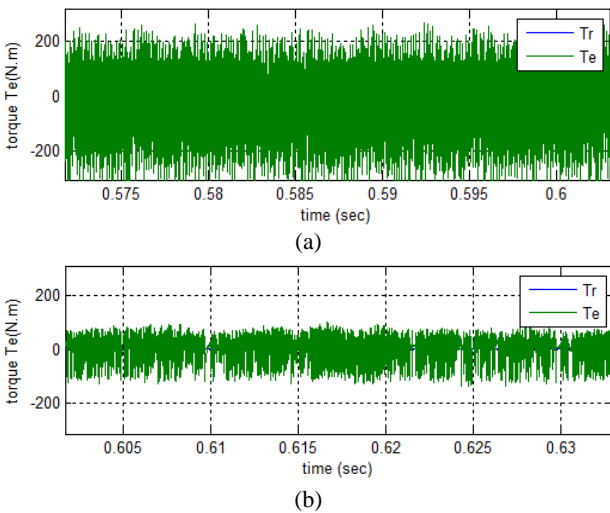 torque Te(N.m)
200
0
-200
Tr
Te
0.575 0.58 0.585 0.59 0.595 0.6
time (sec)
(a)
torque Te(N.m)
200
0
-200
Tr
Te
0.605 0.61 0.615 0.62 0.625 0.63
time (sec)
(b)